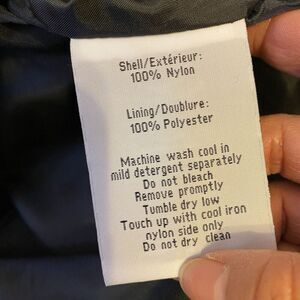 Shell/Extérieur:
100% Nylon
Lining/Doublure:
100% Polyester
Machine wash cool in
mild detergent separately
Do not bleach
Remove promptly
Tumble dry low
Touch up with cool iron
nylon side only
Do not dry clean